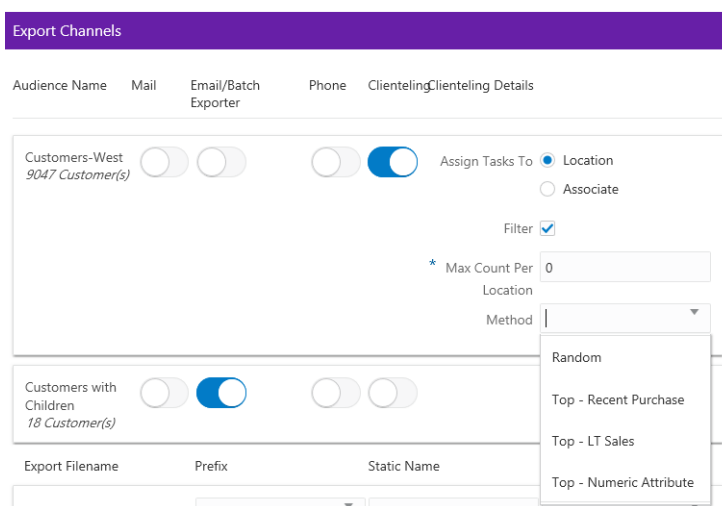 Export Channels
Audience Name Mail Email/Batch Exporter Phone Clienteling Clienteling Details
Customers-West
9047 Customer(s)
Assign Tasks To Location
Associate
Filter
* Max Count Per Location 0
Method
Random
Top - Recent Purchase
Top - LT Sales
Top - Numeric Attribute
Customers with
Children
18 Customer(s)
Export Filename Prefix Static Name